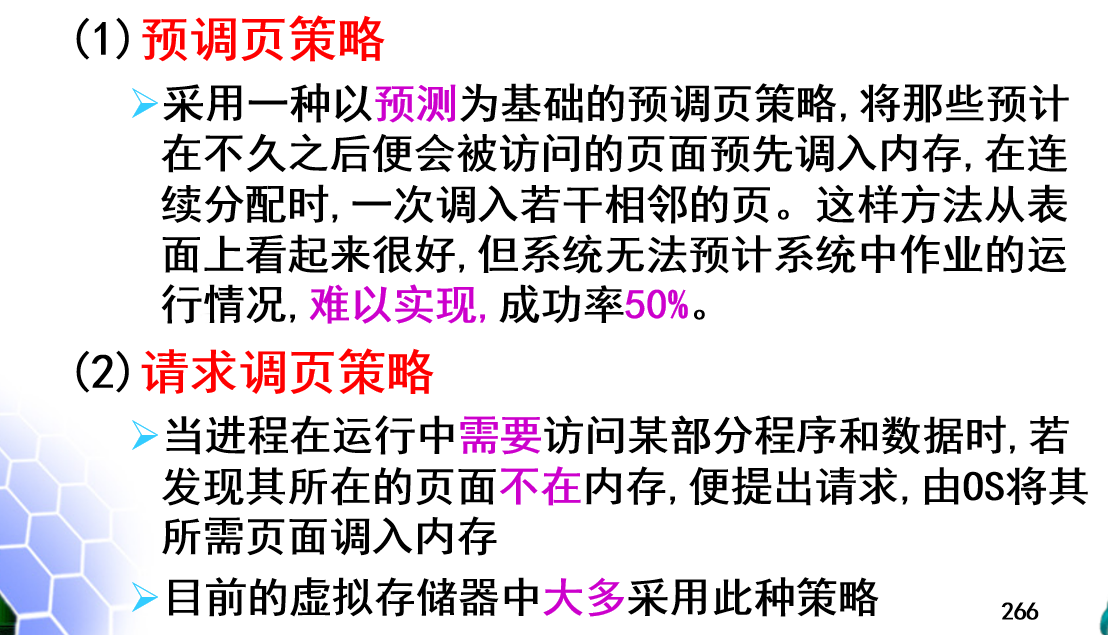 (1)预调页策略
➢采用一种以预测为基础的预调页策略,将那些预计
在不久之后便会被访问的页面预先调入内存,在连
续分配时,一次调入若干相邻的页。这样方法从表
面上看起来很好,但系统无法预计系统中作业的运
行情况,难以实现,成功率50%。
(2)请求调页策略
➢当进程在运行中需要访问某部分程序和数据时,若
发现其所在的页面不在内存,便提出请求,由OS将其
所需页面调入内存
➢目前的虚拟存储器中大多采用此种策略
266